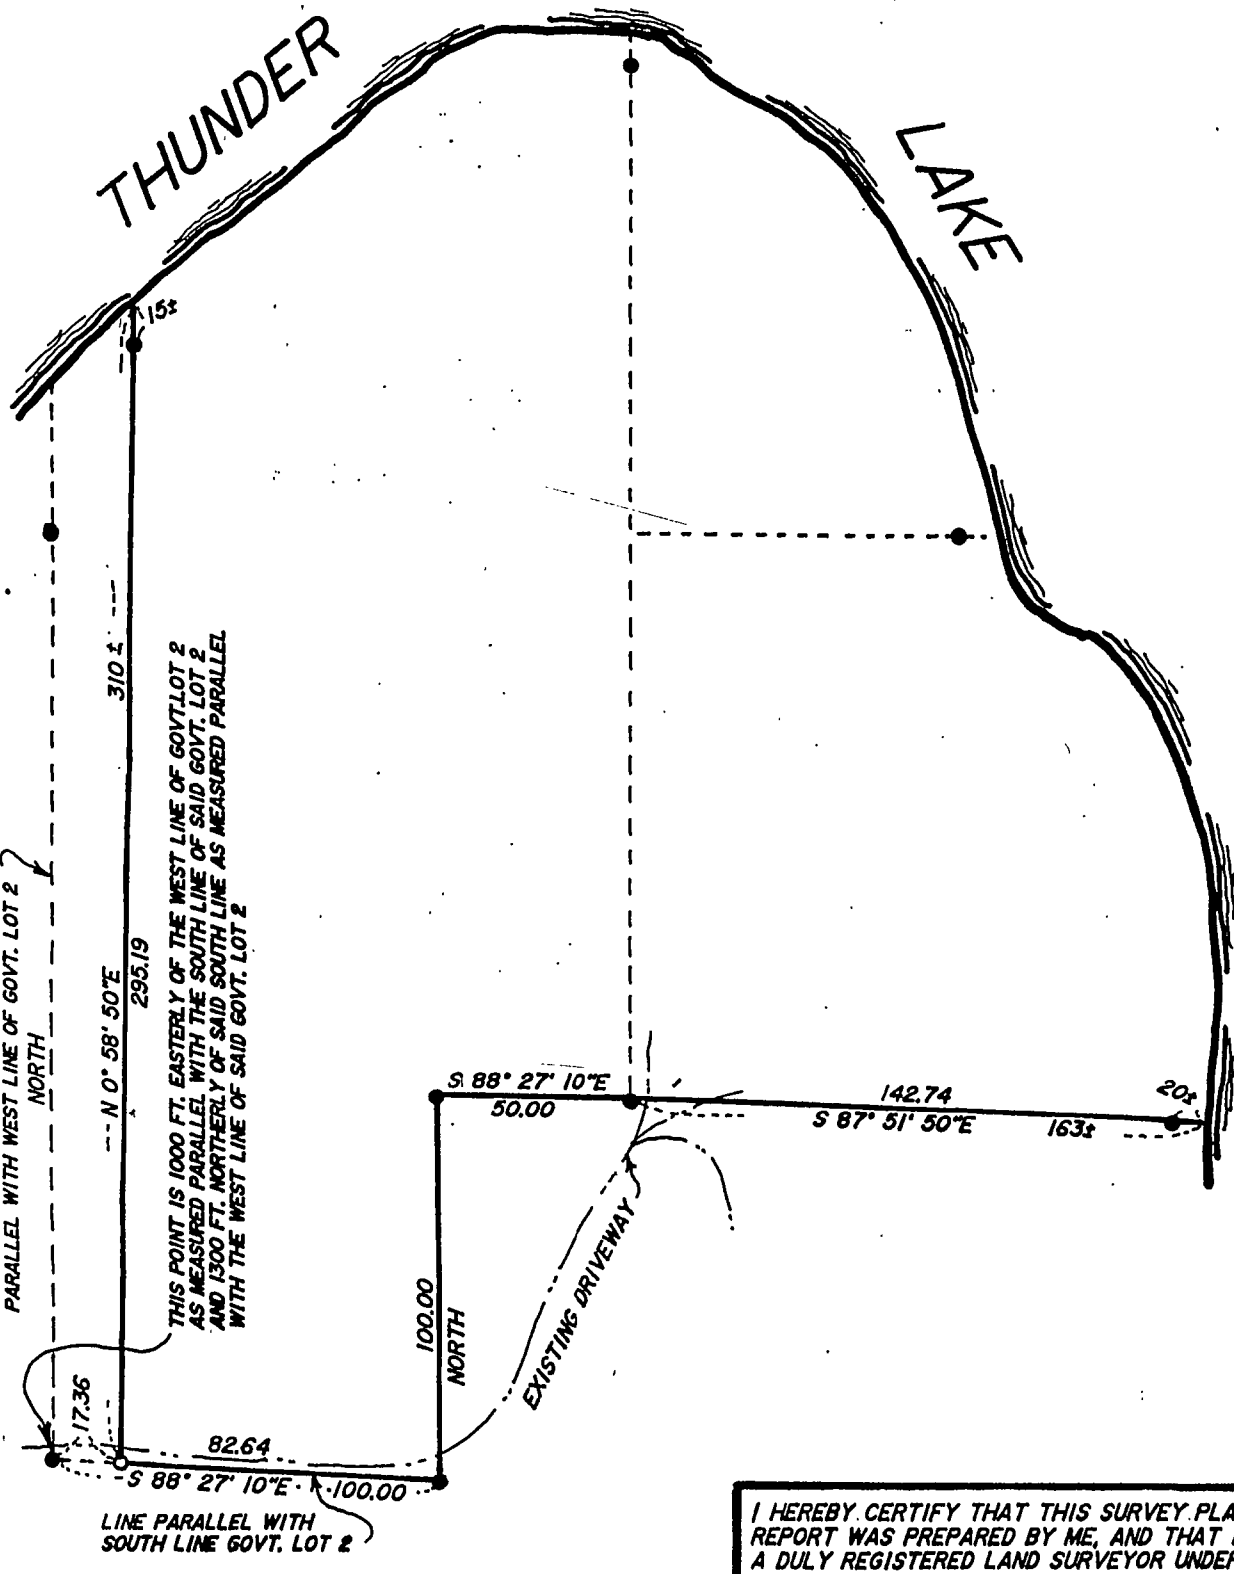 THUNDER
LAKE
15±
310 ±
N 0° 58' 50"E
295.19
PARALLEL WITH WEST LINE OF GOVT. LOT 2
NORTH
THIS POINT IS 1000 FT. EASTERLY OF THE WEST LINE OF GOVT. LOT 2
AS MEASURED PARALLEL WITH THE SOUTH LINE OF SAID GOVT. LOT 2
AND 1300 FT. NORTHERLY OF SAID SOUTH LINE AS MEASURED PARALLEL
WITH THE WEST LINE OF SAID GOVT. LOT 2
S 88° 27' 10"E
50.00
142.74
S 87° 51' 50"E
163±
20±
100.00
NORTH
EXISTING DRIVEWAY
17.36
82.64
S 88° 27' 10"E
100.00
LINE PARALLEL WITH
SOUTH LINE GOVT. LOT 2
I HEREBY CERTIFY THAT THIS SURVEY
REPORT WAS PREPARED BY ME, AND THAT
A DULY REGISTERED LAND SURVEYOR UNDER